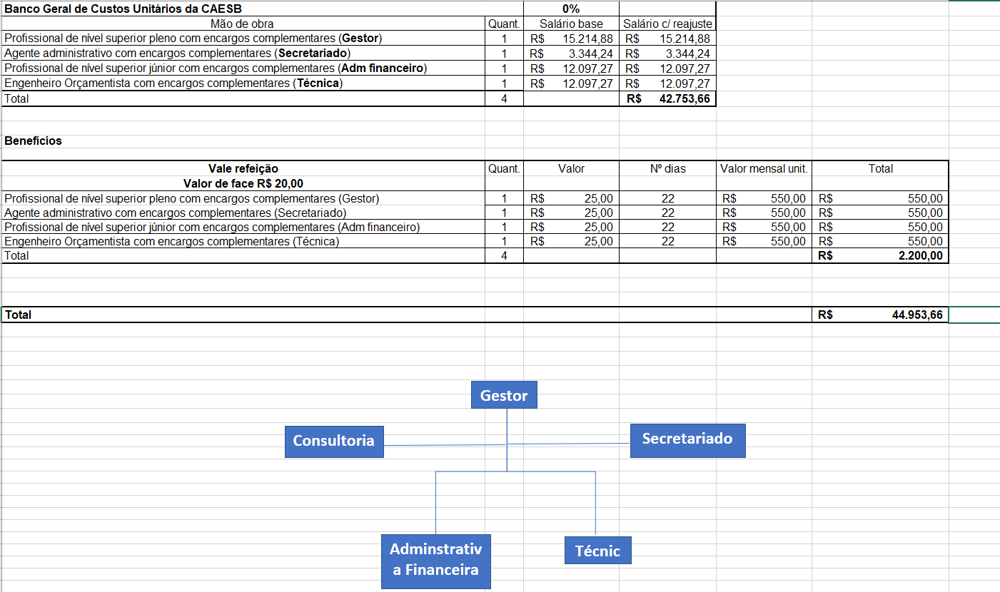 Banco Geral de Custos Unitários da CAESB 0%
Mão de obra Quant. Salário base Salário c/ reajuste
Profissional de nível superior pleno com encargos complementares (Gestor) 1 R$ 15.214,88 R$ 15.214,88
Agente administrativo com encargos complementares (Secretariado) 1 R$ 3.344,24 R$ 3.344,24
Profissional de nível superior júnior com encargos complementares (Adm financeiro) 1 R$ 12.097,27 R$ 12.097,27
Engenheiro Orçamentista com encargos complementares (Técnica) 1 R$ 12.097,27 R$ 12.097,27
Total 4 R$ 42.753,66
Benefícios
Vale refeição Quant. Valor Nº dias Valor mensal unit. Total
Valor de face R$ 20,00
Profissional de nível superior pleno com encargos complementares (Gestor) 1 R$ 25,00 22 R$ 550,00 R$ 550,00
Agente administrativo com encargos complementares (Secretariado) 1 R$ 25,00 22 R$ 550,00 R$ 550,00
Profissional de nível superior júnior com encargos complementares (Adm financeiro) 1 R$ 25,00 22 R$ 550,00 R$ 550,00
Engenheiro Orçamentista com encargos complementares (Técnica) 1 R$ 25,00 22 R$ 550,00 R$ 550,00
Total 4 R$ 2.200,00
Total R$ 44.953,66
Gestor
Consultoria
Secretariado
Adminstrativ
a Financeira
Técnic